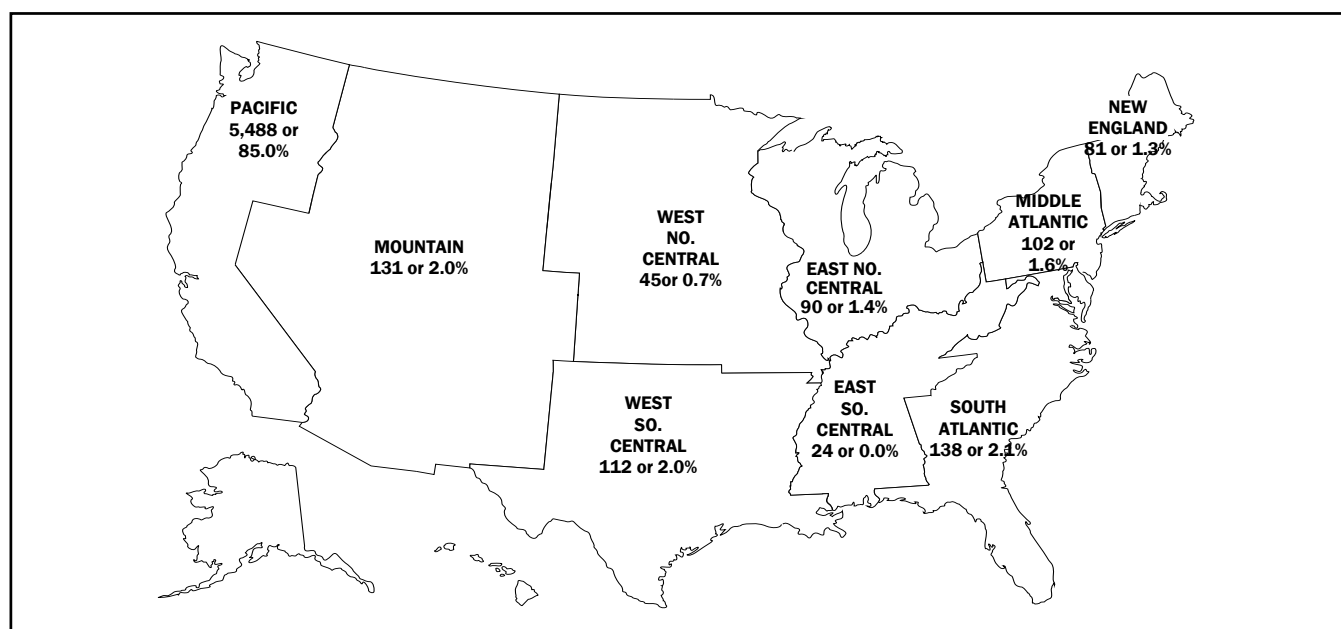 PACIFIC
5,488 or
85.0%
MOUNTAIN
131 or 2.0%
WEST
NO.
CENTRAL
45or 0.7%
EAST NO.
CENTRAL
90 or 1.4%
NEW
ENGLAND
81 or 1.3%
MIDDLE
ATLANTIC
102 or
1.6%
WEST
SO.
CENTRAL
112 or 2.0%
EAST
SO.
CENTRAL
24 or 0.0%
SOUTH
ATLANTIC
138 or 2.1%